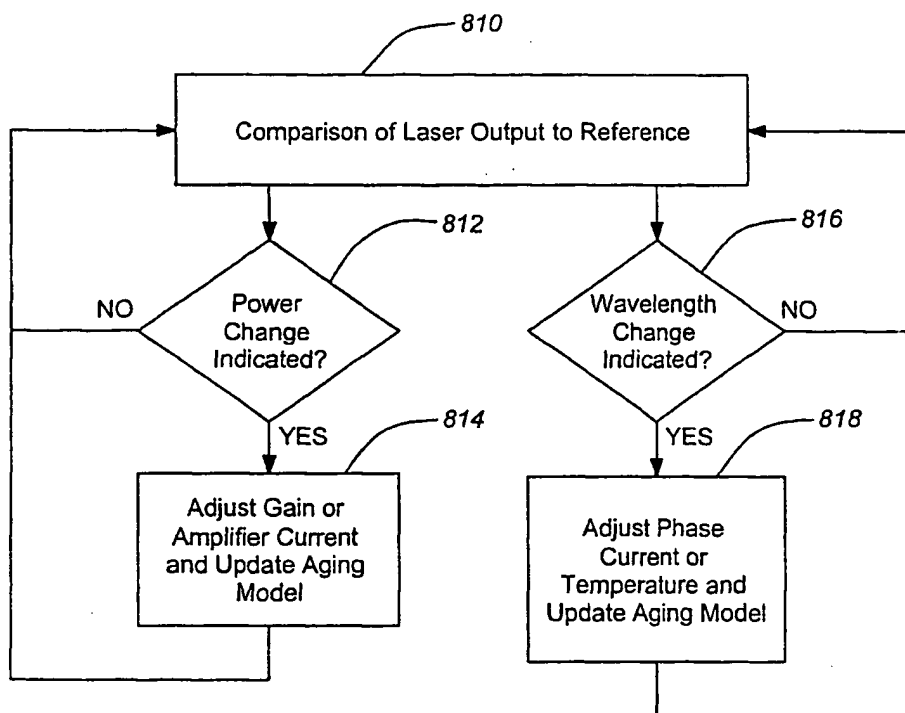 810
Comparison of Laser Output to Reference
812
816
NO
Power
Change
Indicated?
Wavelength
Change
Indicated?
NO
YES
814
YES
818
Adjust Gain or
Amplifier Current
and Update Aging
Model
Adjust Phase
Current or
Temperature and
Update Aging Model